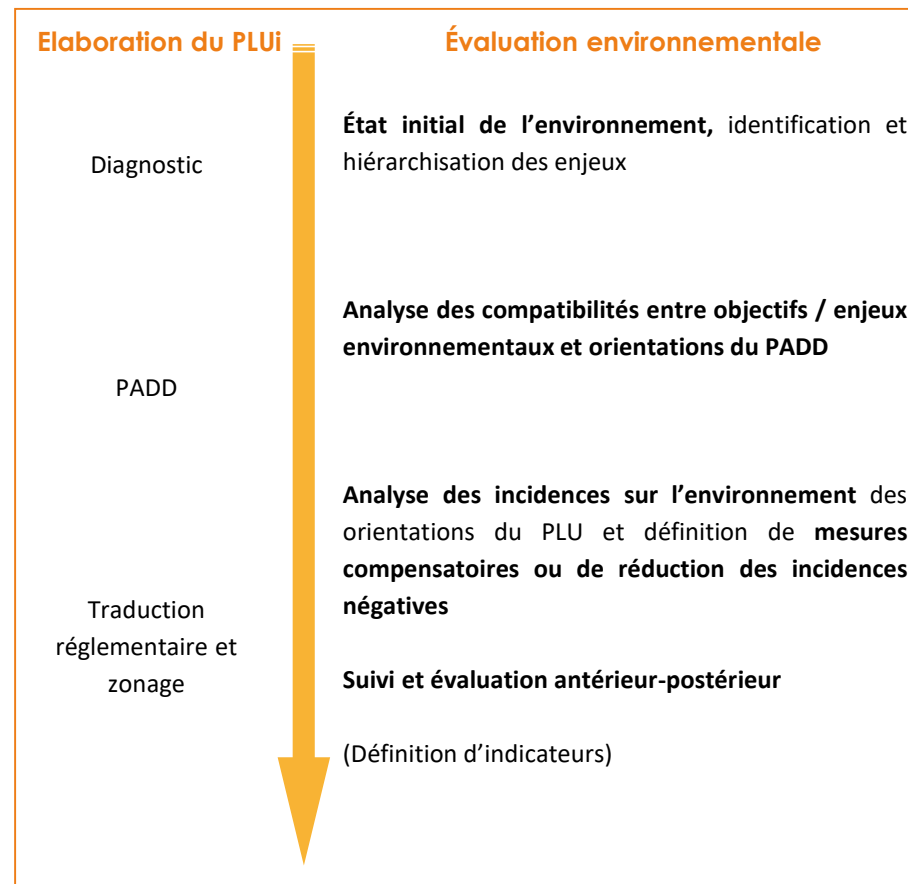 Elaboration du PLUi
Évaluation environnementale
Diagnostic
État initial de l’environnement, identification et
hiérarchisation des enjeux
PADD
Analyse des compatibilités entre objectifs / enjeux
environnementaux et orientations du PADD
Traduction
réglementaire et
zonage
Analyse des incidences sur l’environnement des
orientations du PLU et définition de mesures
compensatoires ou de réduction des incidences
négatives
Suivi et évaluation antérieur-postérieur
(Définition d’indicateurs)